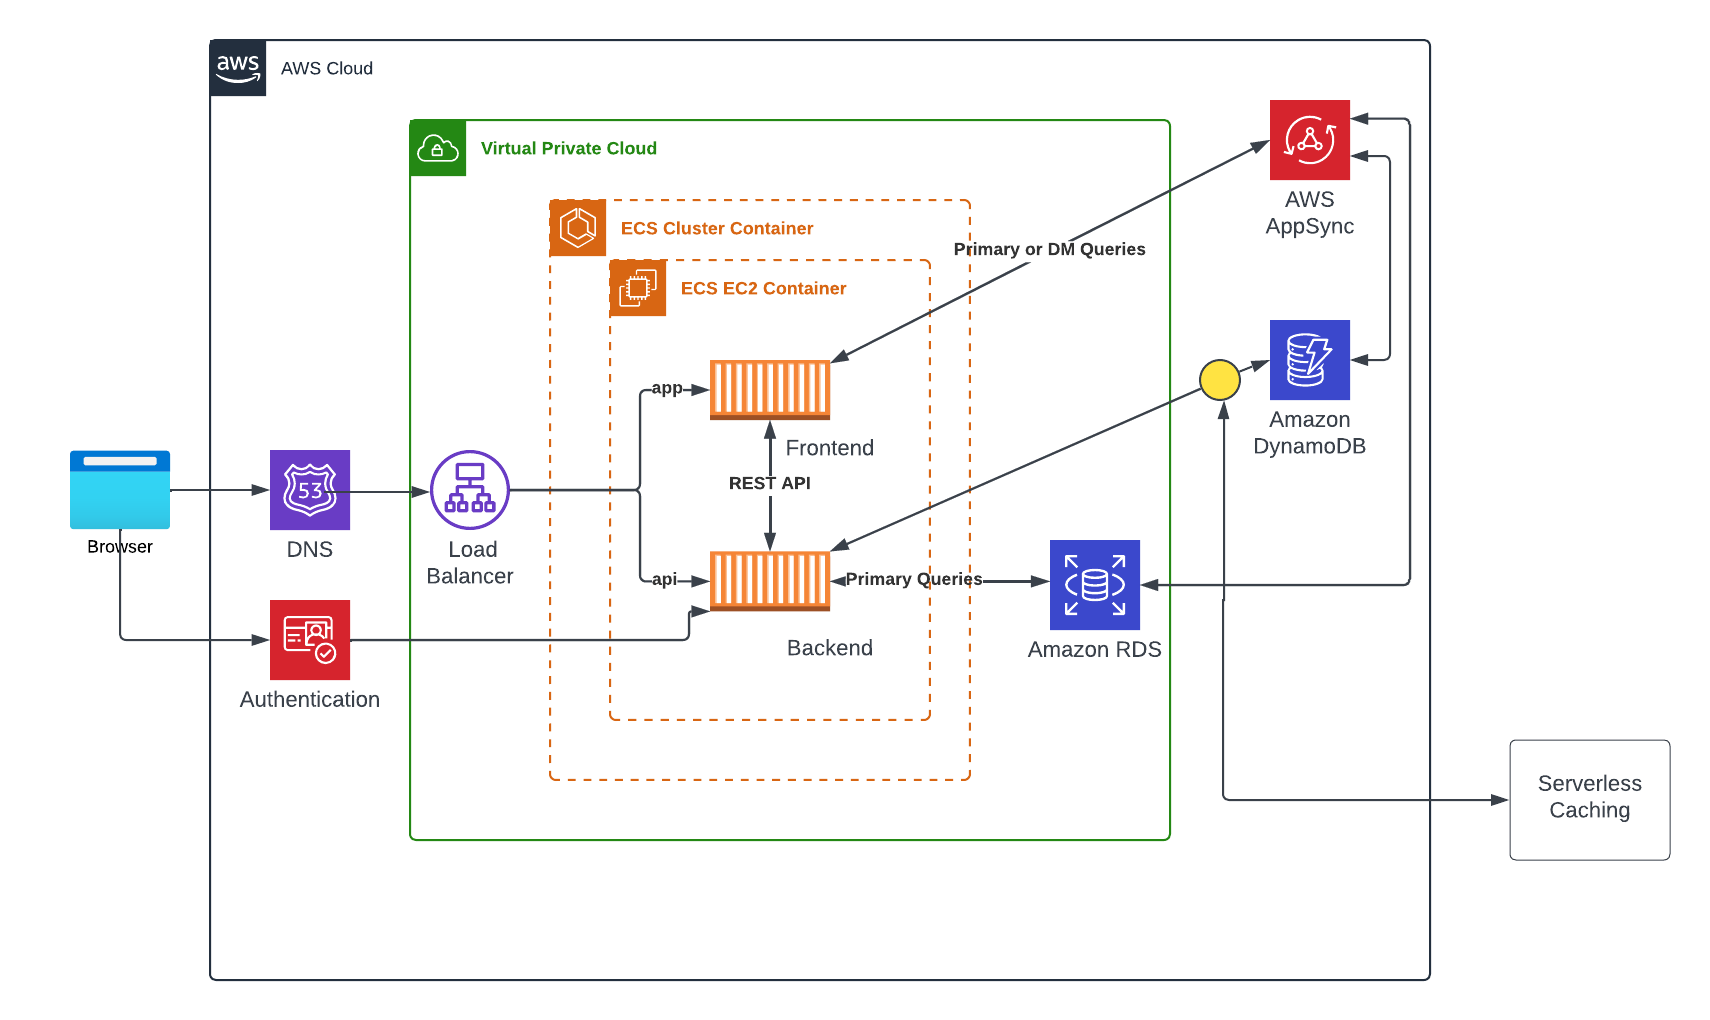 aws
AWS Cloud
Virtual Private Cloud
ECS Cluster Container
ECS EC2 Container
AWS
AppSync
Primary or DM Queries
app
Frontend
REST API
Amazon
DynamoDB
53
Browser
DNS
Load
Balancer
api
Primary Queries
Backend
Amazon RDS
Authentication
Serverless
Caching